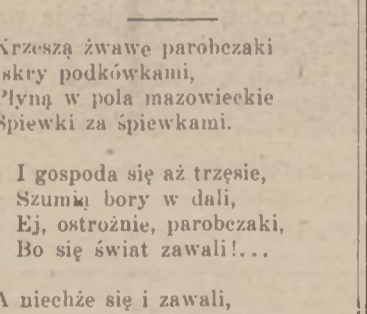 Krzeszą żwawe parobczaki
Iskry podkówkami,
Płyną w pola mazowieckie
Śpiewki za śpiewkami.
I gospoda się aż trzęsie,
Szumią bory w dali,
Ej, ostrożnie, parobczaki,
Bo się świat zawali!...
A niechże się i zawali,